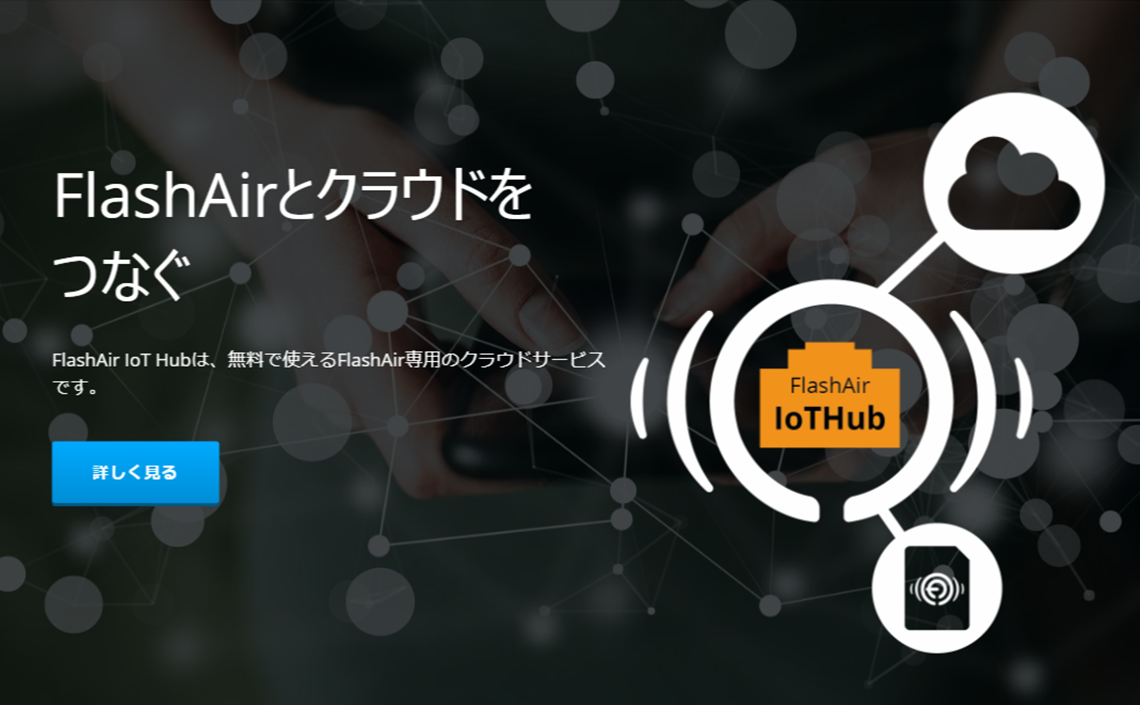 FlashAirとクラウドを
つなぐ
FlashAir IoT Hubは、無料で使えるFlashAir専用のクラウドサービス
です。
詳しく見る
FlashAir
IoTHub